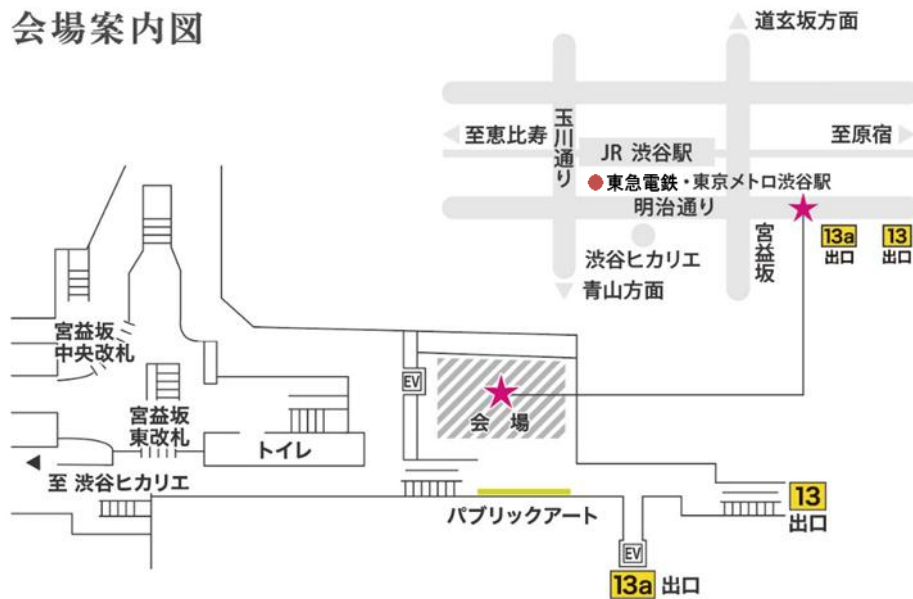 会場案内図
道玄坂方面
玉川通り
至恵比寿
至原宿
JR 渋谷駅
東急電鉄・東京メトロ渋谷駅
明治通り
宮益坂
13a
出口
13
出口
渋谷ヒカリエ
青山方面
宮益坂
中央改札
EV
会 場
宮益坂
東改札
トイレ
至 渋谷ヒカリエ
パブリックアート
13
出口
EV
13a 出口